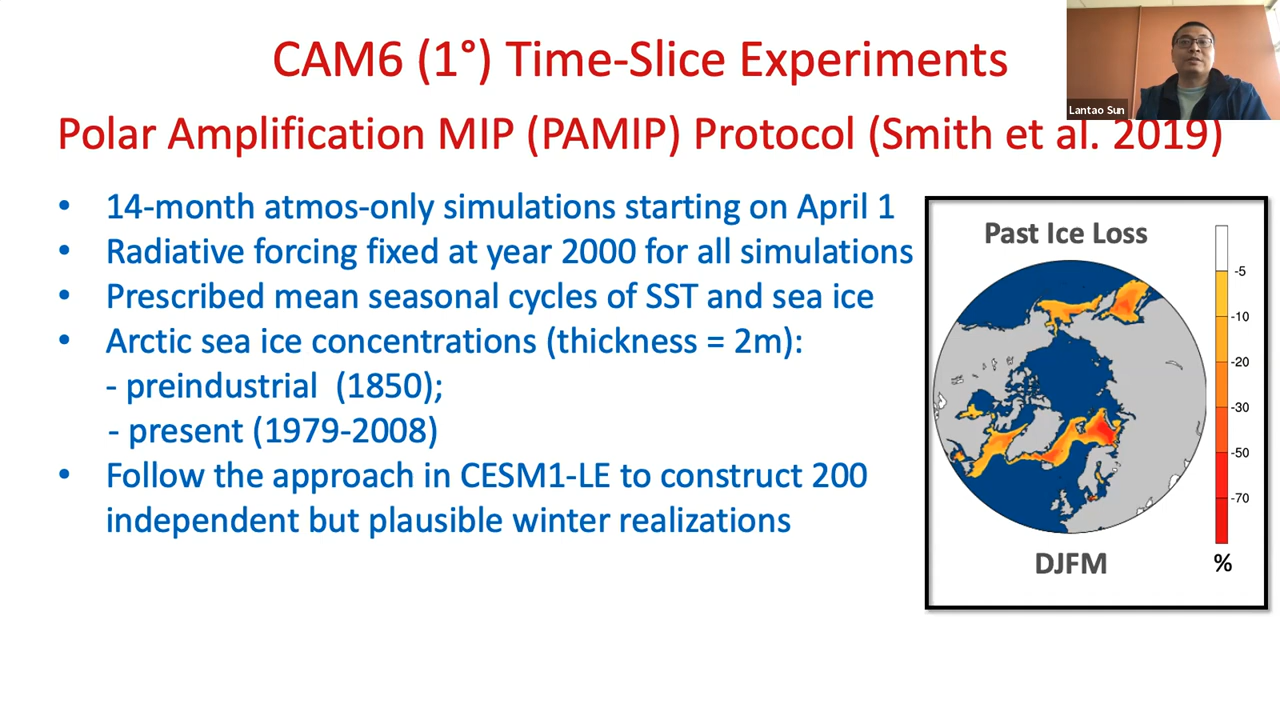 CAM6 (1°) Time-Slice Experiments
Lantao Sun
Polar Amplification MIP (PAMIP) Protocol (Smith et al. 2019)
• 14-month atmos-only simulations starting on April 1
• Radiative forcing fixed at year 2000 for all simulations
• Prescribed mean seasonal cycles of SST and sea ice
• Arctic sea ice concentrations (thickness = 2m):
- preindustrial (1850);
- present (1979-2008)
• Follow the approach in CESM1-LE to construct 200
independent but plausible winter realizations
Past Ice Loss
-5
-10
-20
-30
-50
-70
DJFM
%